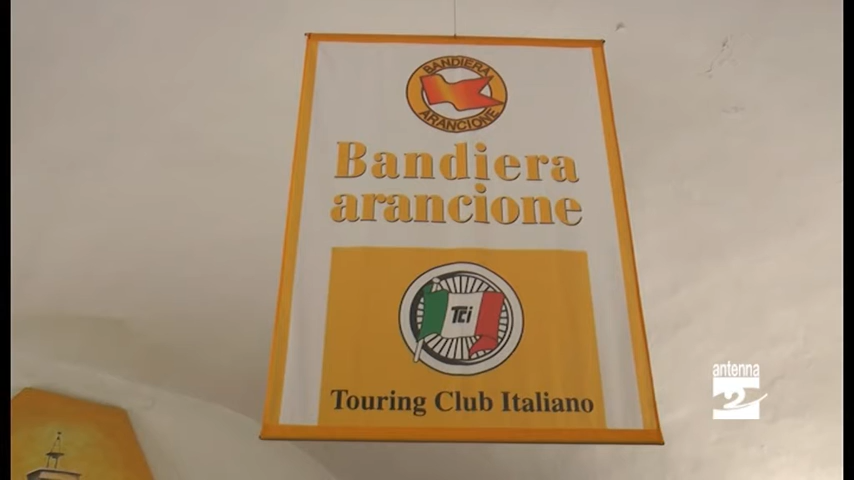 BANDIERA
ARANCIONE
Bandiera
arancione
Tci
Touring Club Italiano
antenna
2